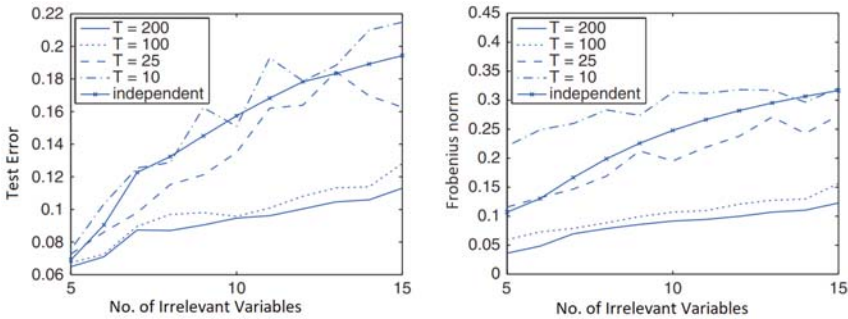 0.22
0.2
0.18
0.16
0.14
0.12
0.1
0.08
0.06
Test Error
T = 200
T = 100
T = 25
T = 10
independent
5
10
15
No. of Irrelevant Variables
0.45
0.4
0.35
0.3
0.25
0.2
0.15
0.1
0.05
0
Frobenius norm
T = 200
T = 100
T = 25
T = 10
independent
5
10
15
No. of Irrelevant Variables